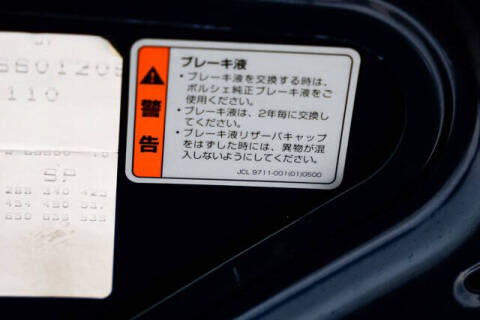 110
SP
警告
ブレーキ液
・ブレーキ液を交換する時は、
ポルシェ純正ブレーキ液をご
使用ください。
・ブレーキ液は、2年毎に交換し
てください。
・ブレーキ液リザーバキャップ
をはずした時には、異物が混
入しないようにしてください。
JCL 9711-001(01)0500